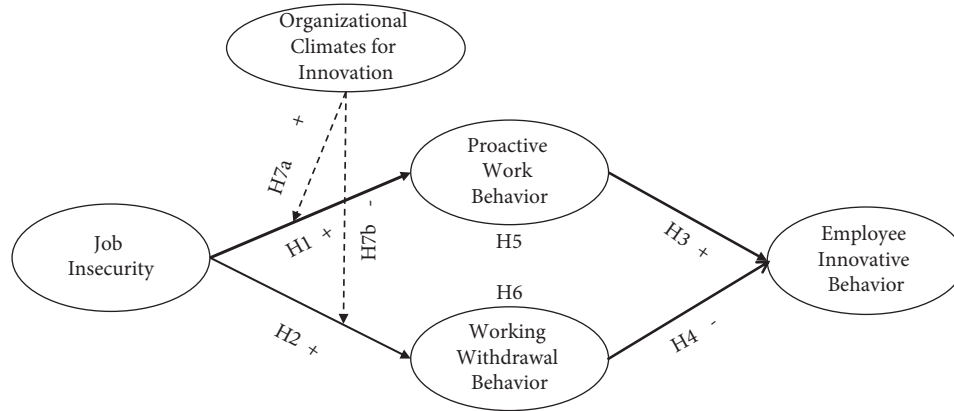 Organizational
Climates for
Innovation
H7a +
H7b -
Proactive
Work
Behavior
H5
Job
Insecurity
H1 +
H2 +
H3 +
H4 -
Employee
Innovative
Behavior
H6
Working
Withdrawal
Behavior